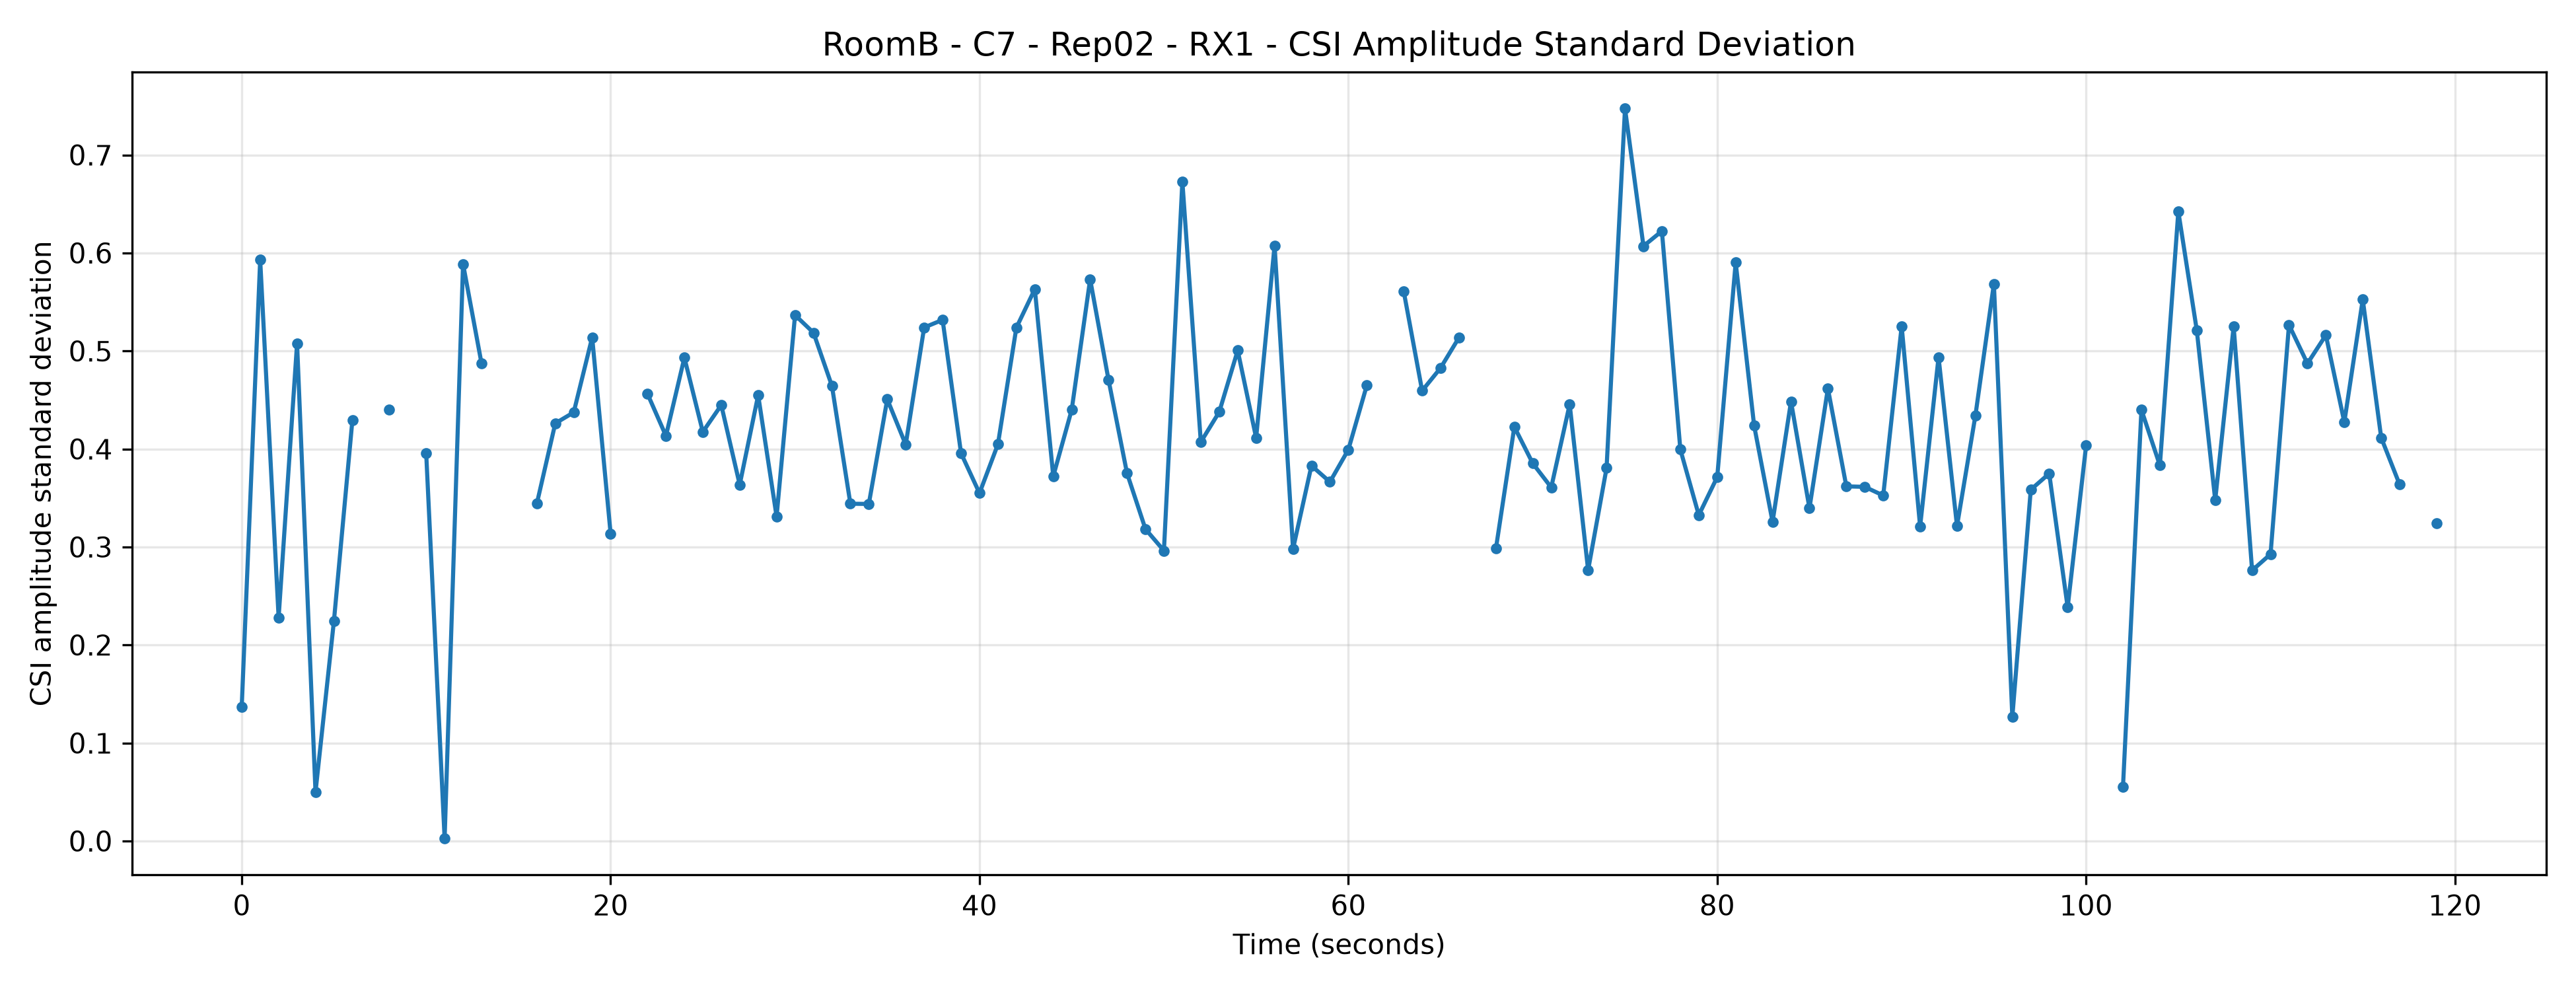 RoomB - C7 - Rep02 - RX1 - CSI Amplitude Standard Deviation
CSI amplitude standard deviation
0.7
0.6
0.5
0.4
0.3
0.2
0.1
0.0
0 20 40 60 80 100 120
Time (seconds)